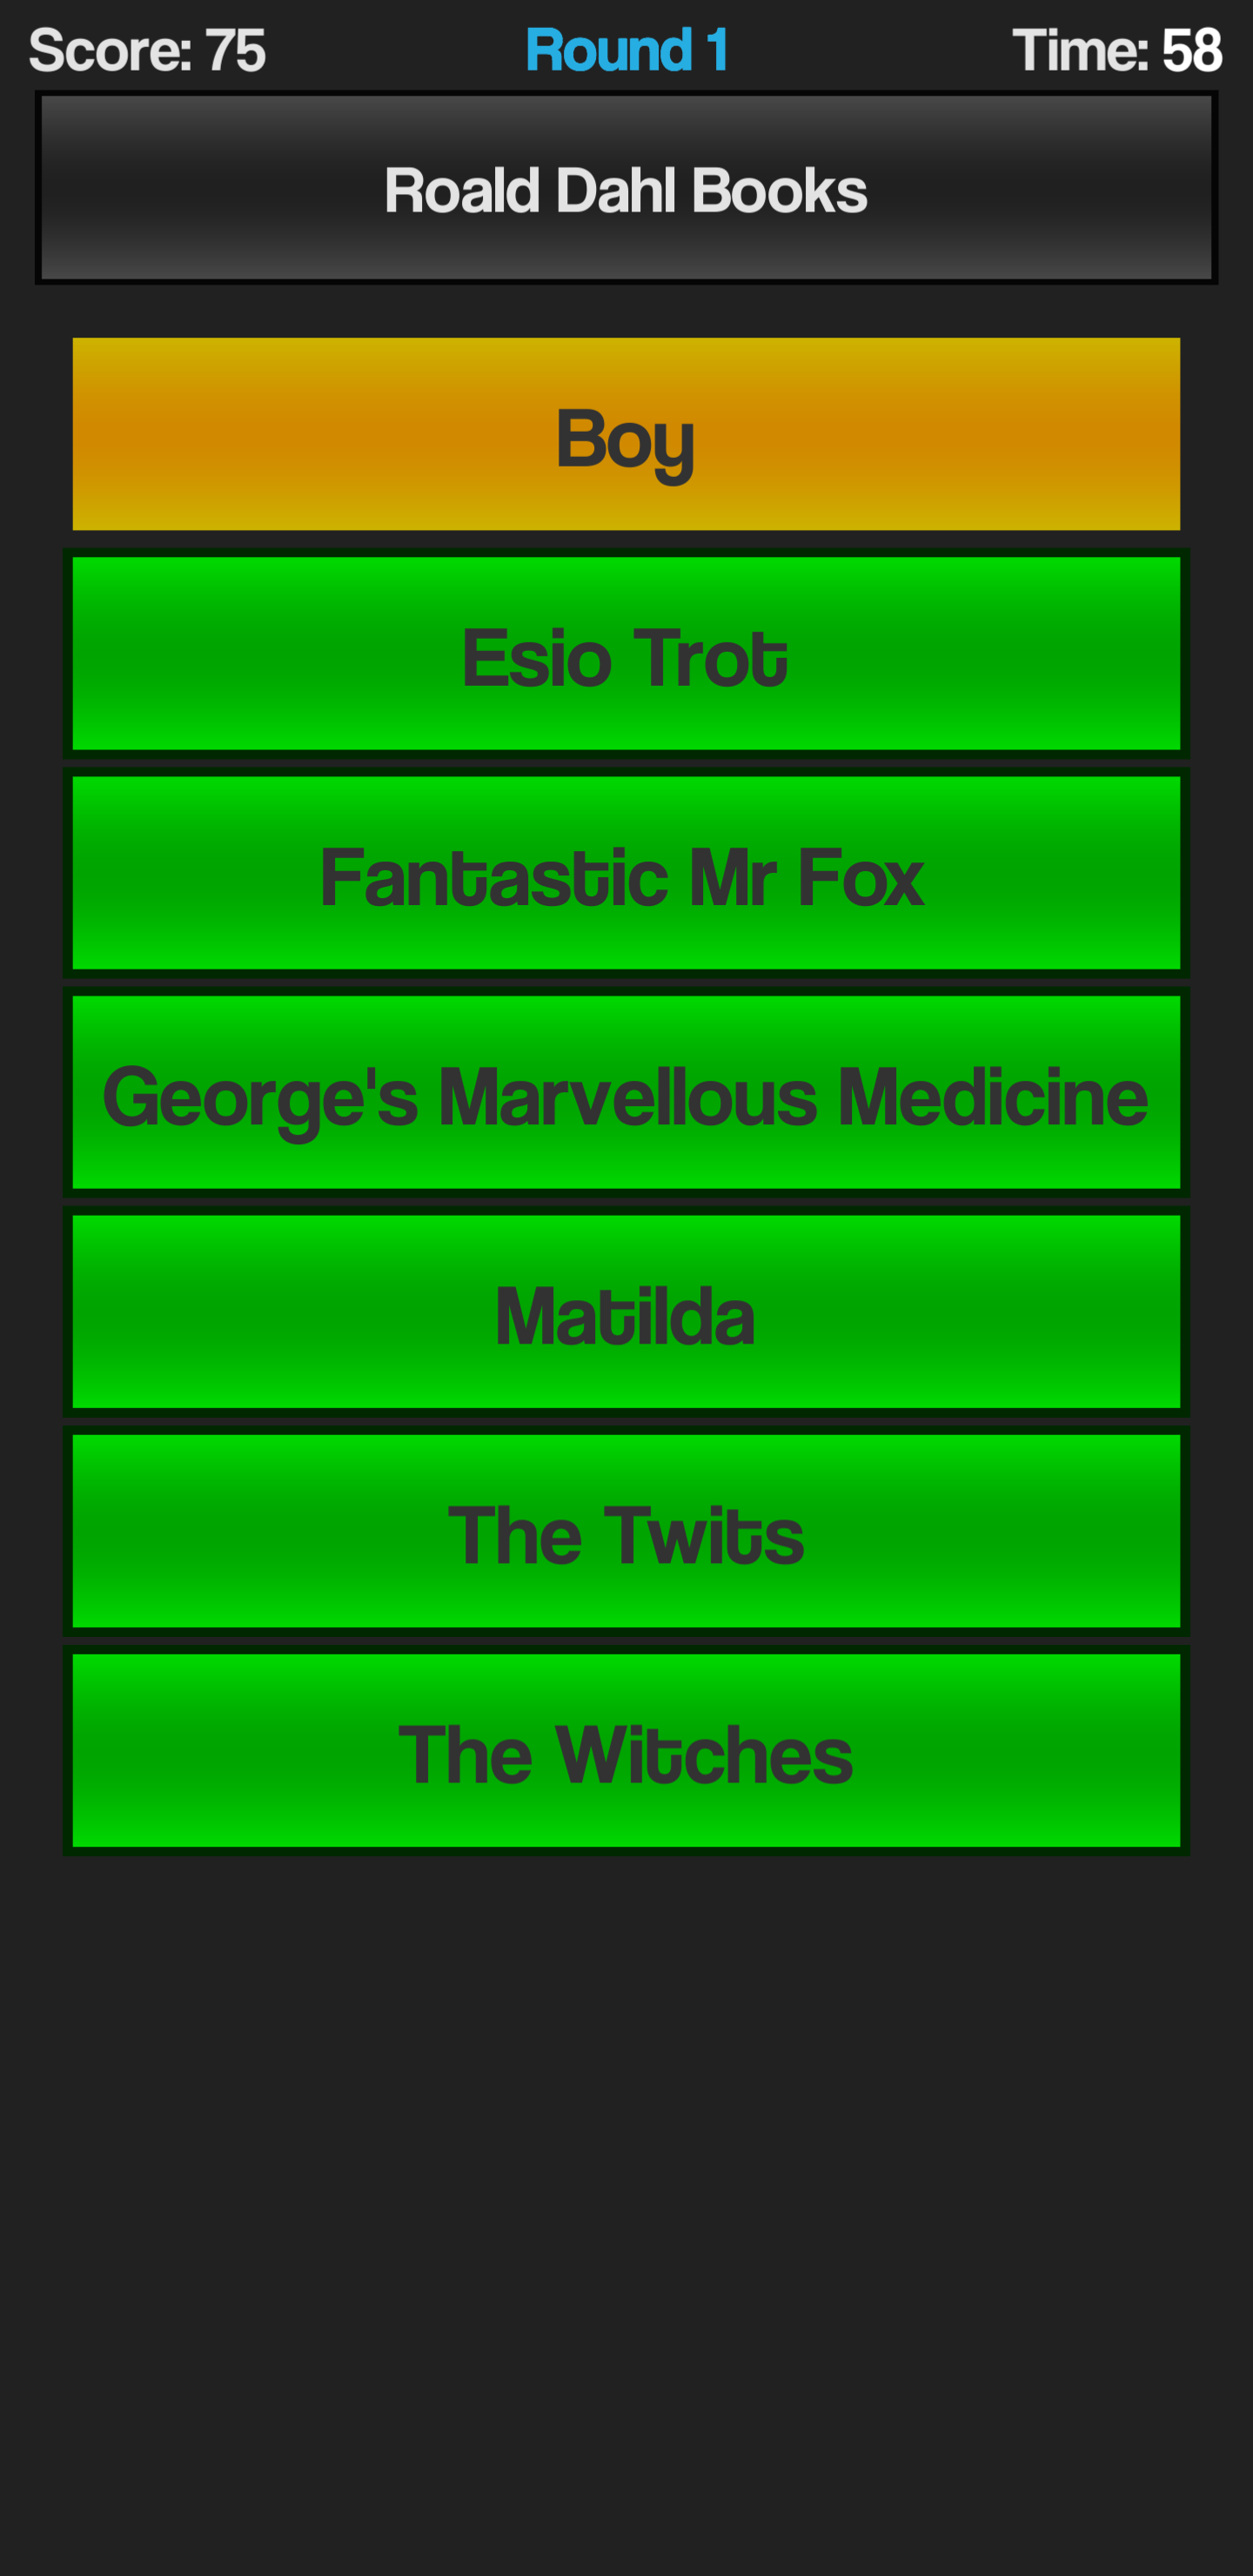 Score: 75
Round 1
Time: 58
Roald Dahl Books
Boy
Esio Trot
Fantastic Mr Fox
George's Marvellous Medicine
Matilda
The Twits
The Witches